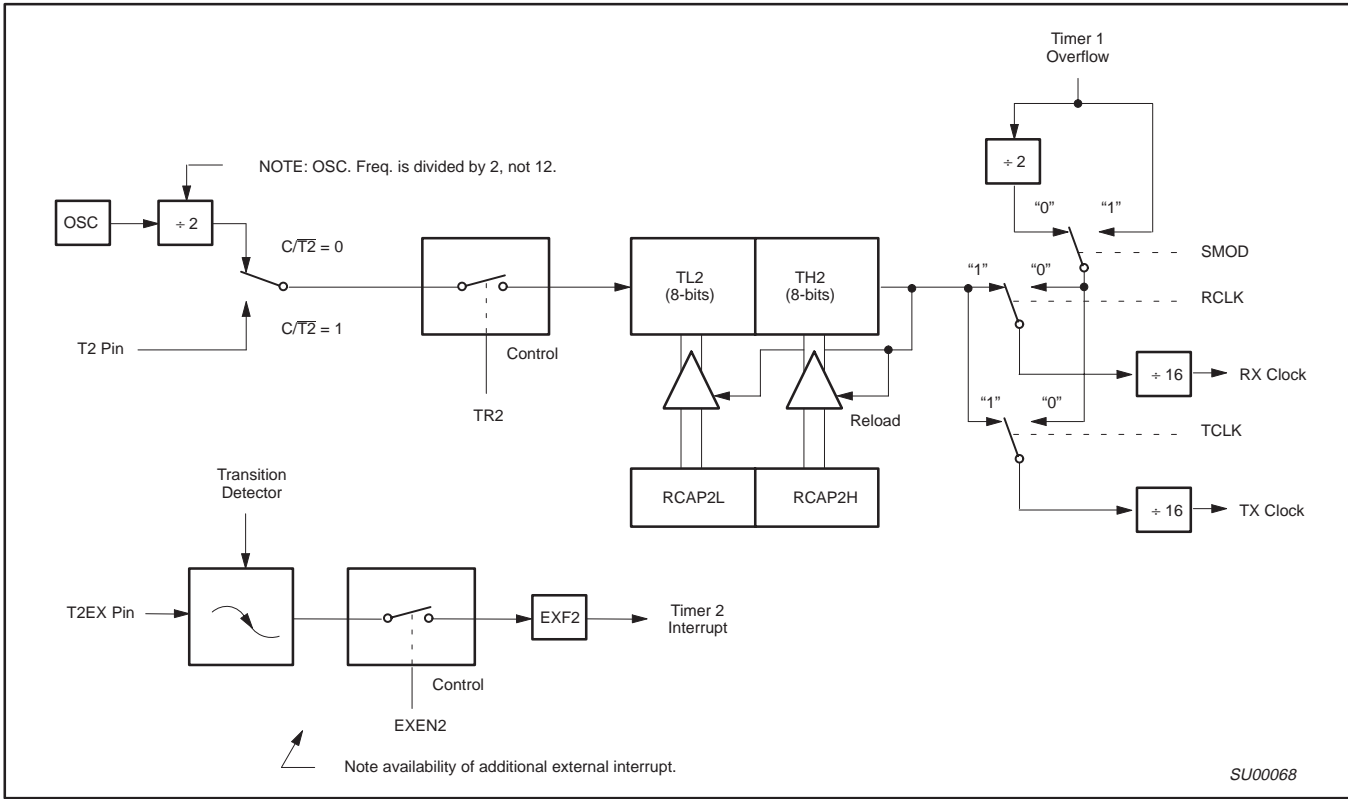 Timer 1
Overflow
÷ 2
NOTE: OSC. Freq. is divided by 2, not 12.
“0”
“1”
OSC
÷ 2
C/T2̅ = 0
SMOD
TL2
(8-bits)
TH2
(8-bits)
“1”
“0”
RCLK
C/T2̅ = 1
T2 Pin
Control
÷ 16
RX Clock
TR2
Reload
“1”
“0”
TCLK
Transition
Detector
RCAP2L
RCAP2H
÷ 16
TX Clock
T2EX Pin
EXF2
Timer 2
Interrupt
Control
EXEN2
Note availability of additional external interrupt.
SU00068